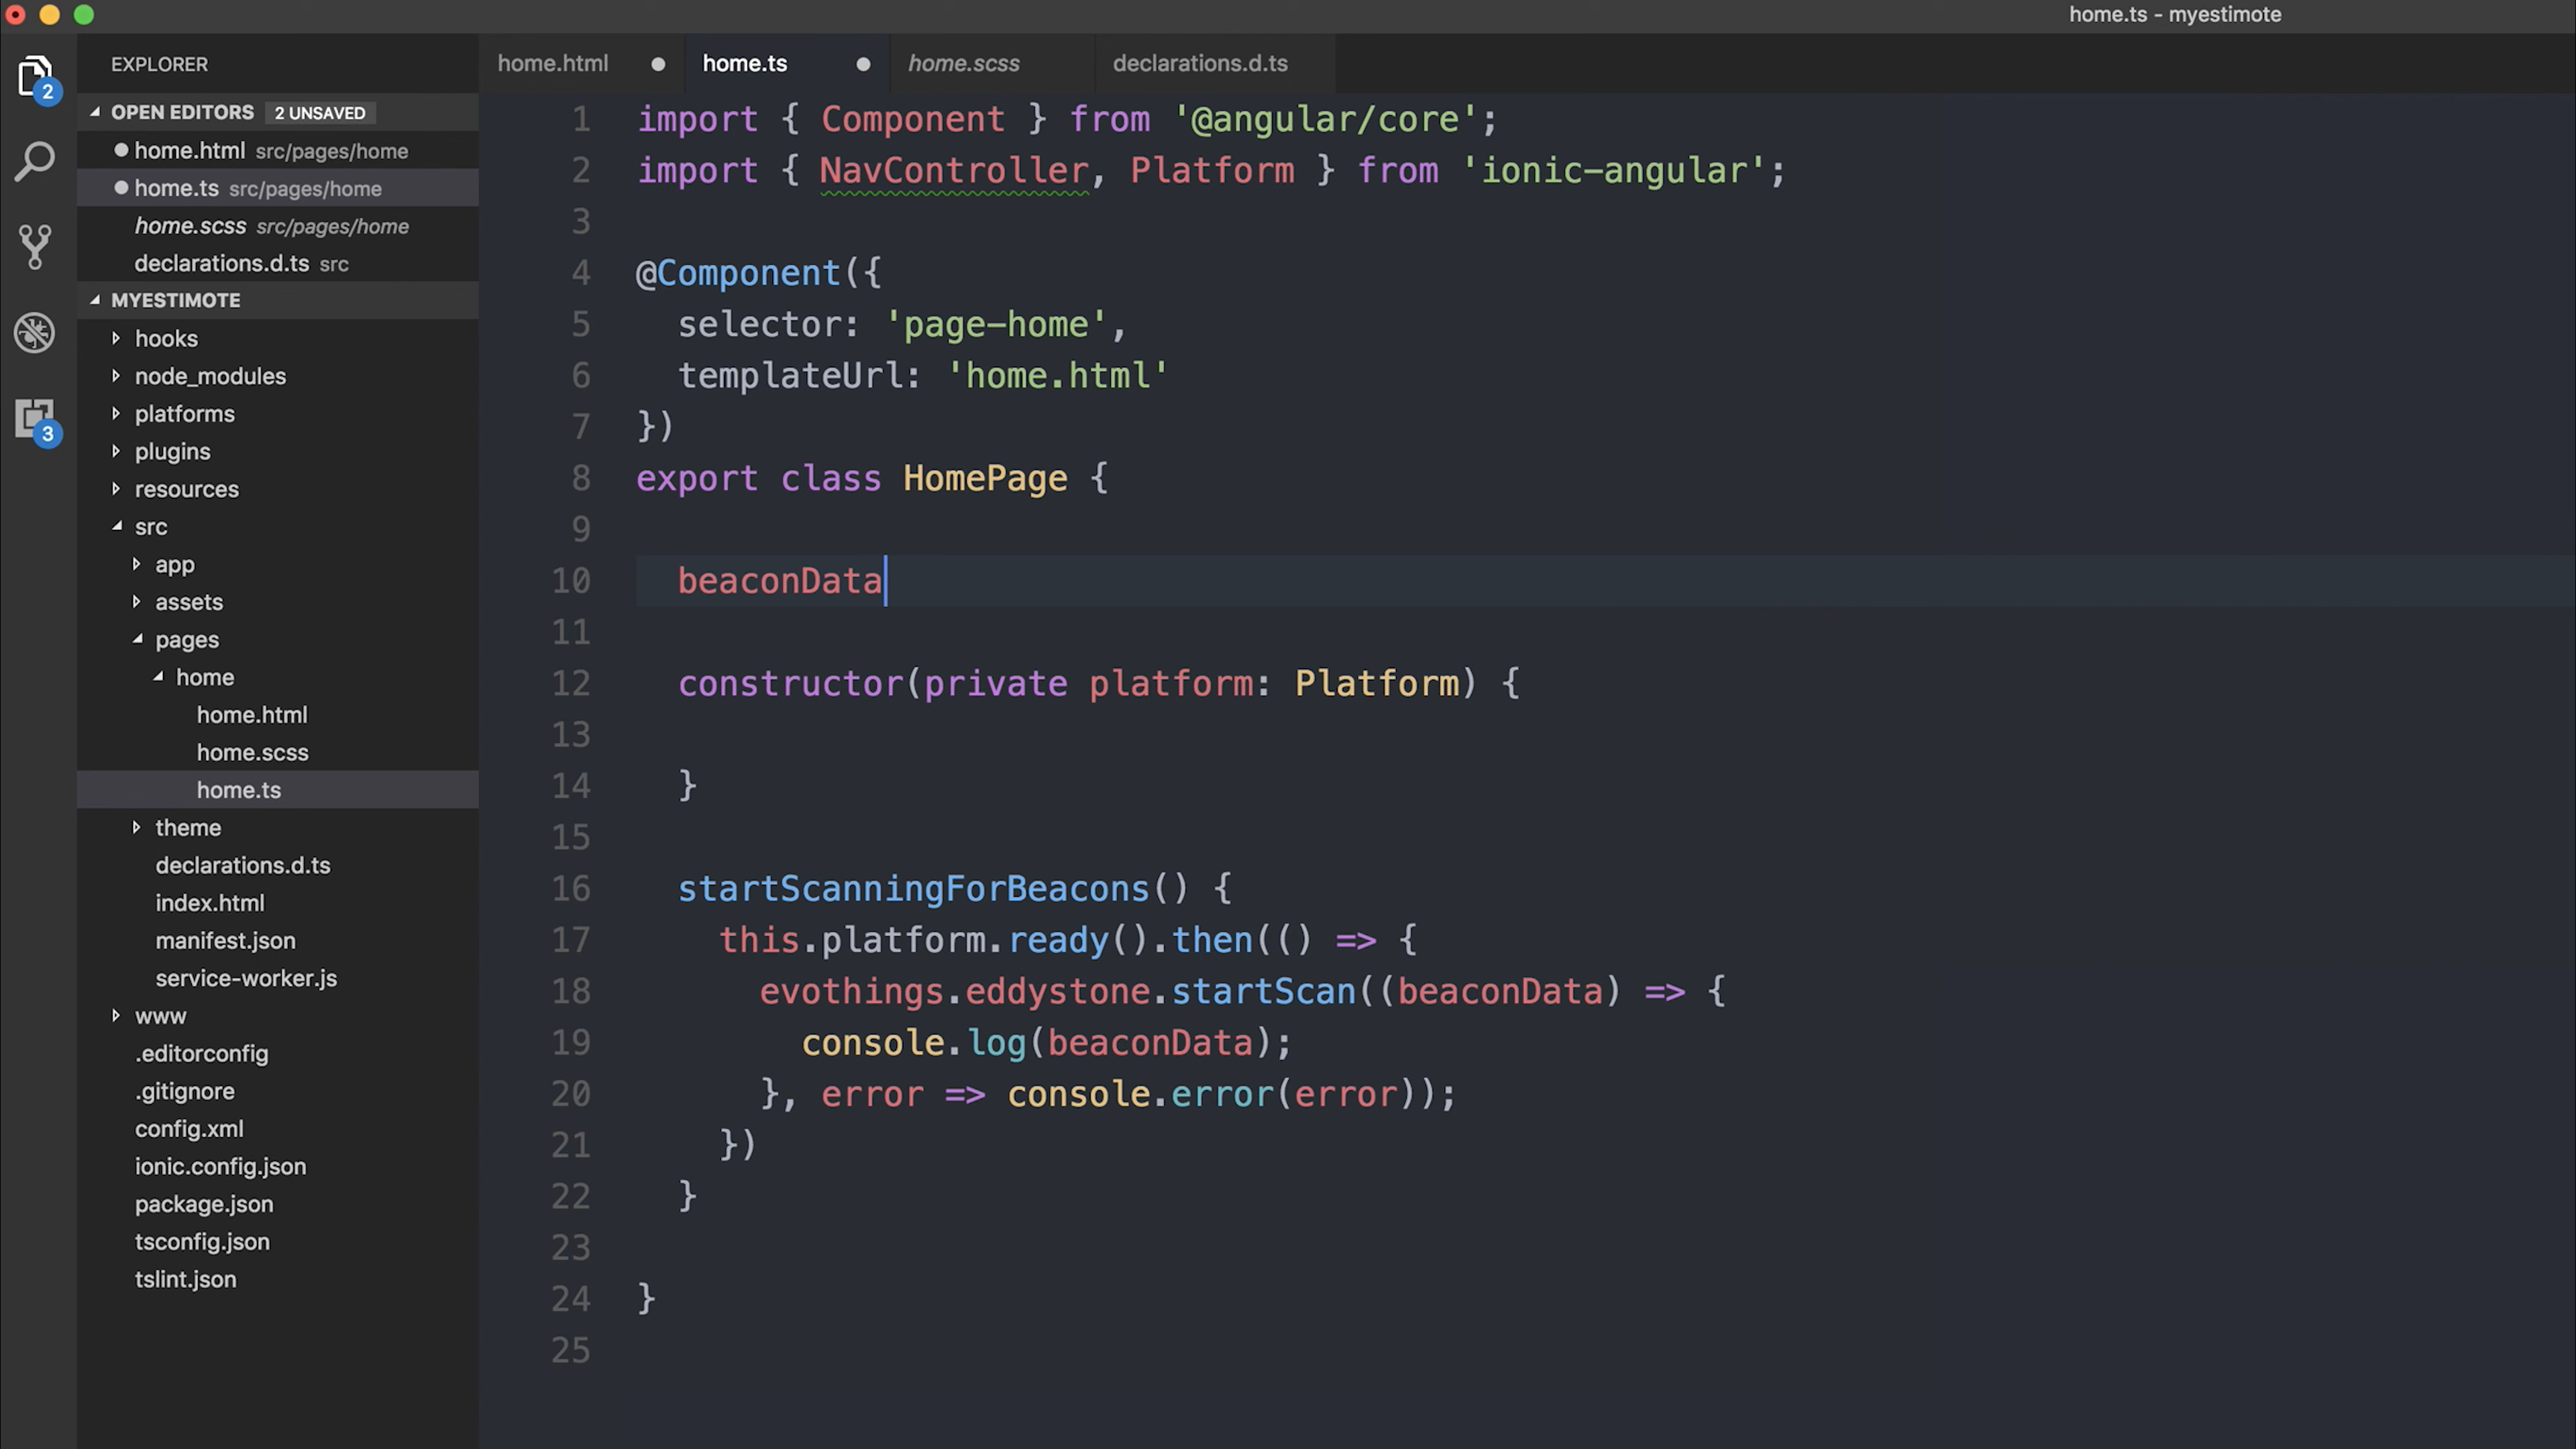 home.ts - myestimote
2
3
EXPLORER
OPEN EDITORS 2 UNSAVED
home.html src/pages/home
home.ts src/pages/home
home.scss src/pages/home
declarations.d.ts src
MYESTIMOTE
hooks
node_modules
platforms
plugins
resources
src
app
assets
pages
home
home.html
home.scss
home.ts
theme
declarations.d.ts
index.html
manifest.json
service-worker.js
www
.editorconfig
.gitignore
config.xml
ionic.config.json
package.json
tsconfig.json
tslint.json
home.html home.ts home.scss declarations.d.ts
1 import { Component } from '@angular/core';
2 import { NavController, Platform } from 'ionic-angular';
3
4 @Component({
5 selector: 'page-home',
6 templateUrl: 'home.html'
7 })
8 export class HomePage {
9
10 beaconData
11
12 constructor(private platform: Platform) {
13
14 }
15
16 startScanningForBeacons() {
17 this.platform.ready().then(() => {
18 evothings.eddystone.startScan((beaconData) => {
19 console.log(beaconData);
20 }, error => console.error(error));
21 })
22 }
23
24 }
25